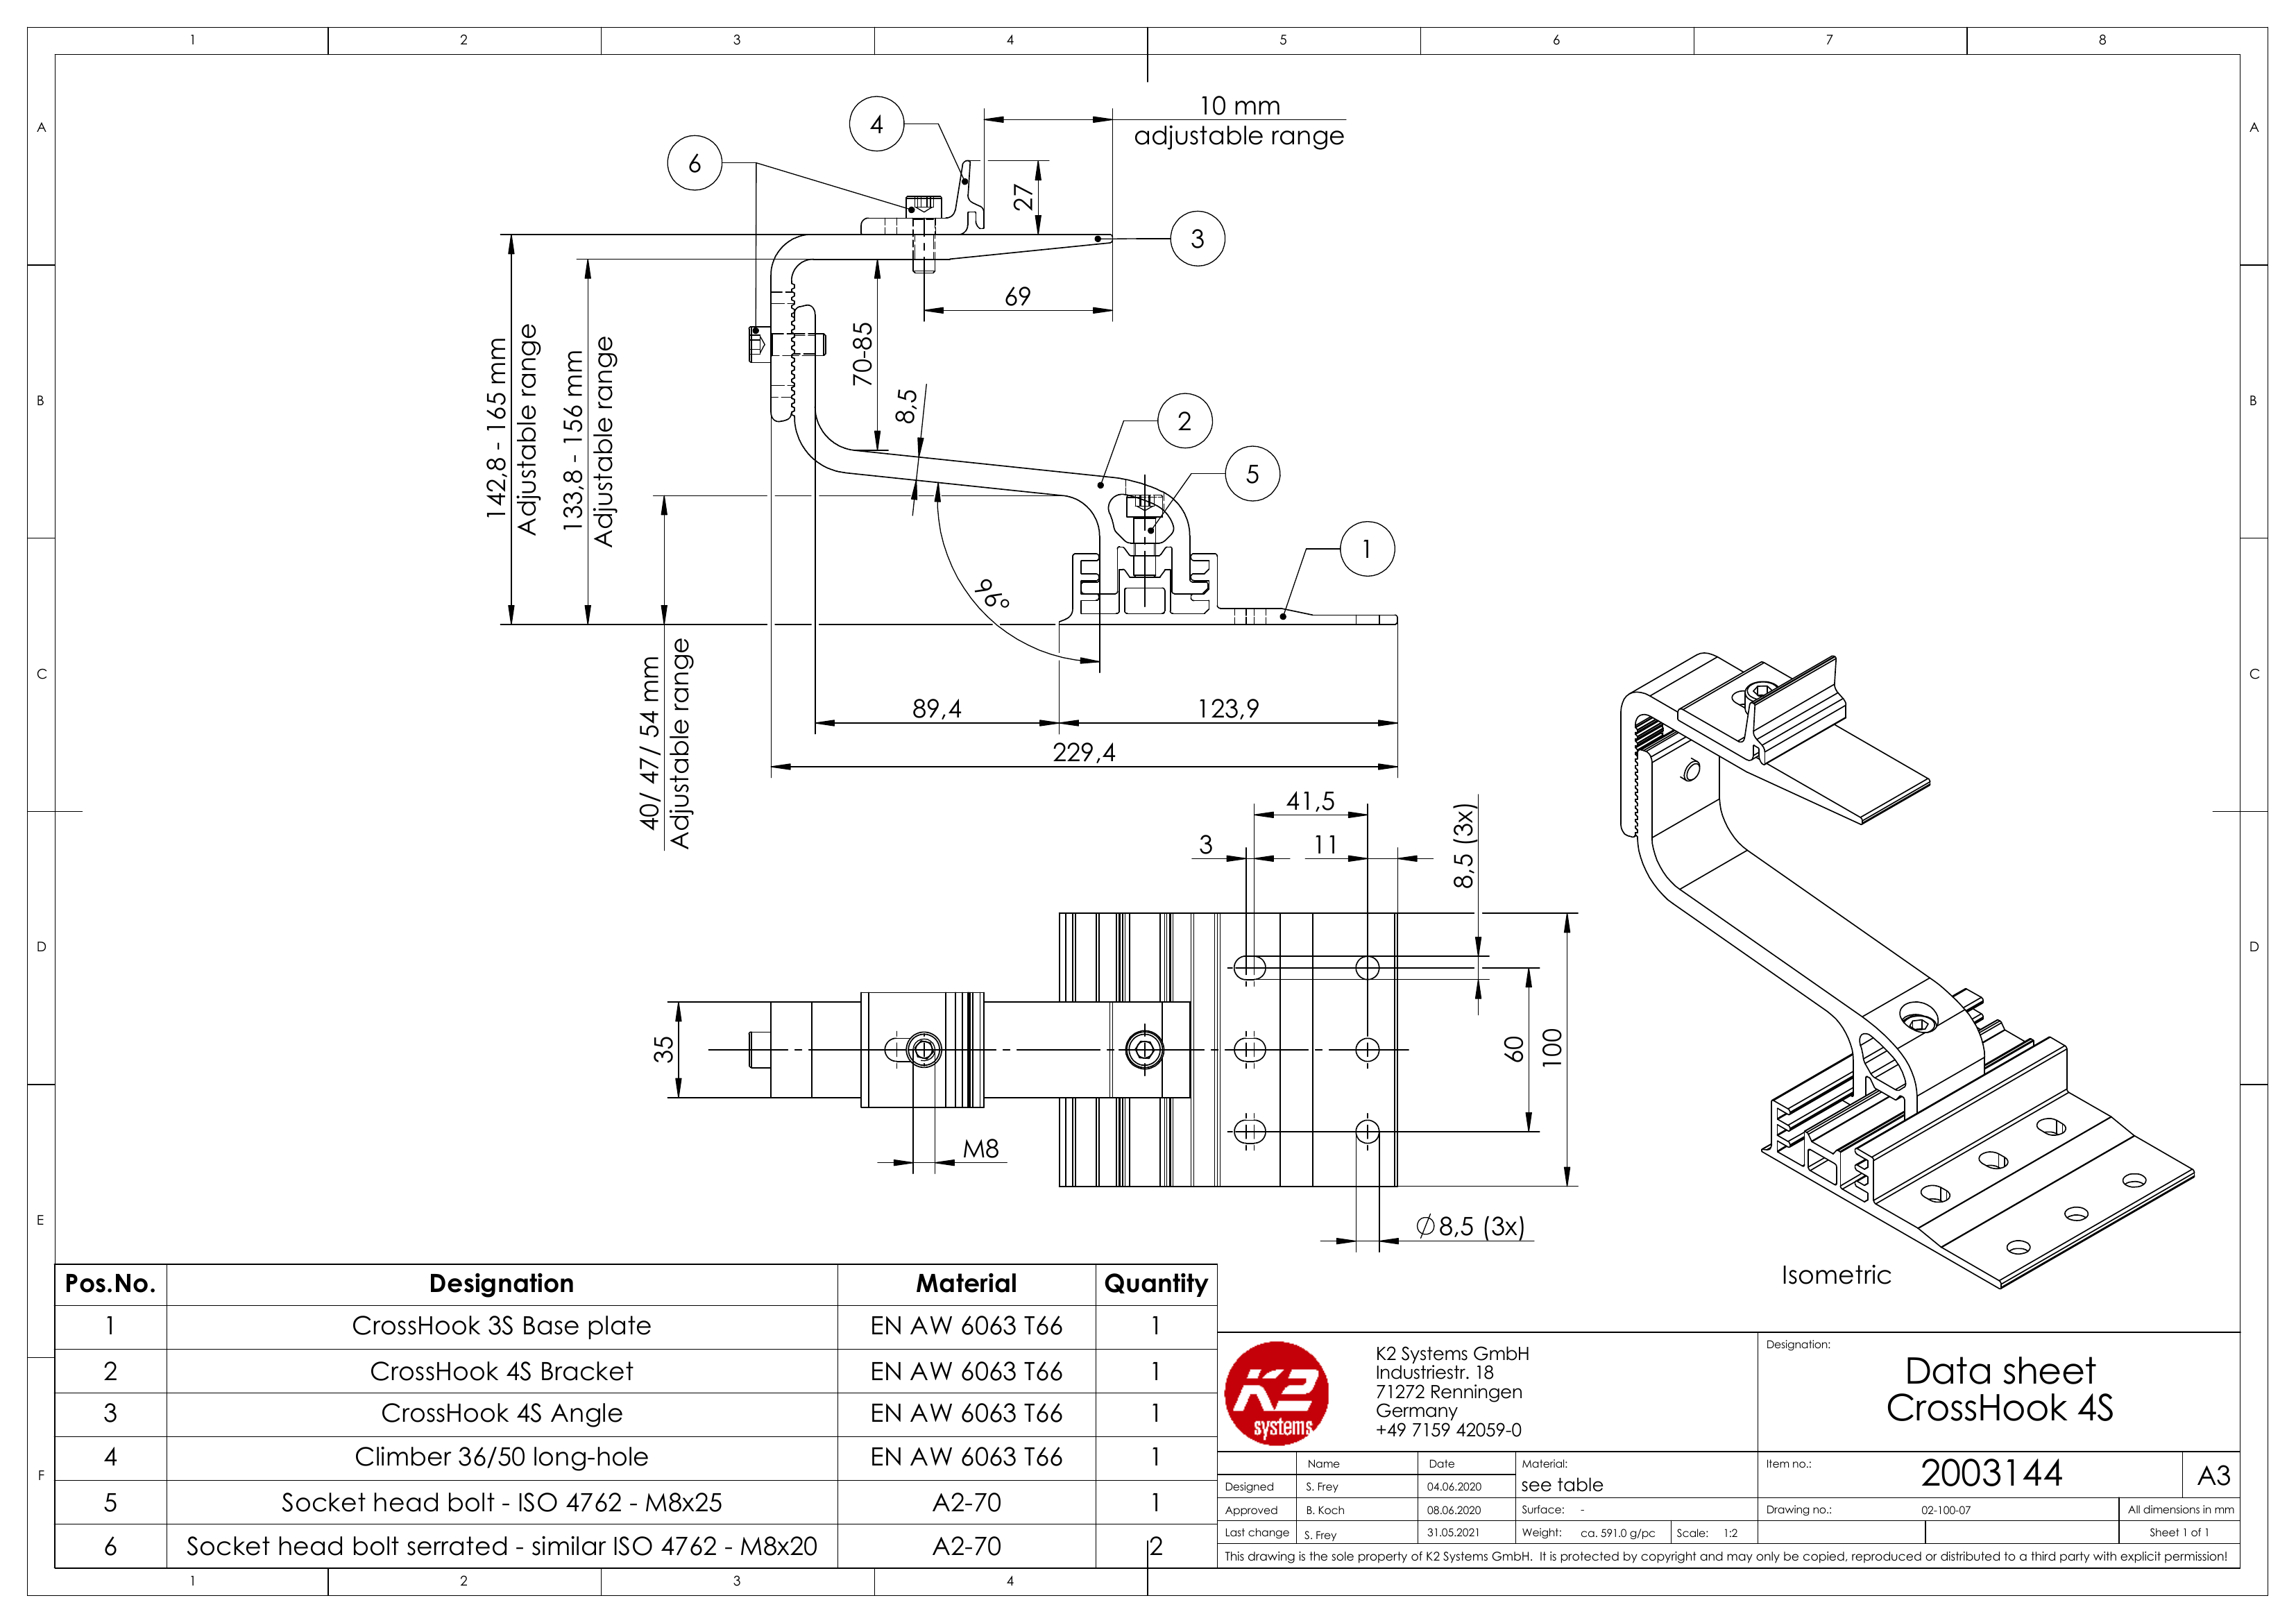 1 2 3 4 5 6 7 8
A A
B B
C C
D D
E
F
10 mm
adjustable range
4
6
27
3
69
70-85
8,5
142,8 - 165 mm
Adjustable range
133,8 - 156 mm
Adjustable range
2
5
1
96°
40/ 47/ 54 mm
Adjustable range
89,4
123,9
229,4
41,5
3
11
8,5 (3x)
35
60
100
M8
Ø8,5 (3x)
Isometric
Pos.No. Designation Material Quantity
1 CrossHook 3S Base plate EN AW 6063 T66 1
2 CrossHook 4S Bracket EN AW 6063 T66 1
3 CrossHook 4S Angle EN AW 6063 T66 1
4 Climber 36/50 long-hole EN AW 6063 T66 1
5 Socket head bolt - ISO 4762 - M8x25 A2-70 1
6 Socket head bolt serrated - similar ISO 4762 - M8x20 A2-70 2
K2
systems
K2 Systems GmbH
Industriestr. 18
71272 Renningen
Germany
+49 7159 42059-0
Designation:
Data sheet
CrossHook 4S
Name Date Material:
see table
Item no.: 2003144 A3
Designed S. Frey 04.06.2020
Approved B. Koch 08.06.2020 Surface: -
Drawing no.: 02-100-07 All dimensions in mm
Last change S. Frey 31.05.2021 Weight: ca. 591.0 g/pc Scale: 1:2
Sheet 1 of 1
This drawing is the sole property of K2 Systems GmbH. It is protected by copyright and may only be copied, reproduced or distributed to a third party with explicit permission!
1 2 3 4